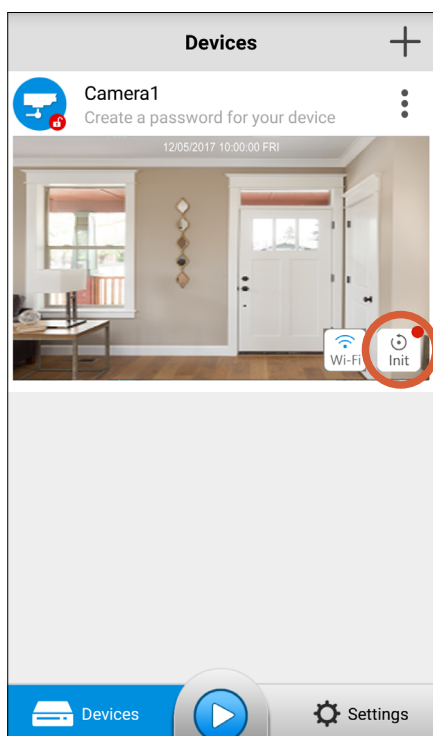 Devices
Camera1
Create a password for your device
12/05/2017 10:00:00 FRI
Wi-Fi
Init
Devices
Settings